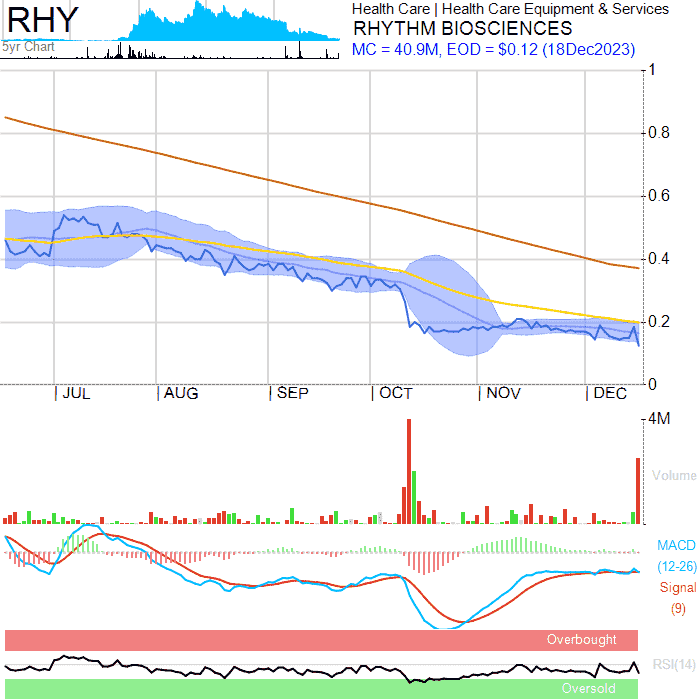 RHY
5yr Chart
Health Care | Health Care Equipment & Services
RHYTHM BIOSCIENCES
MC = 40.9M, EOD = $0.12 (18Dec2023)
1
0.8
0.6
0.4
0.2
0
JUL AUG SEP OCT NOV DEC
4M
Volume
MACD
(12-26)
Signal
(9)
Overbought
RSI(14)
Oversold